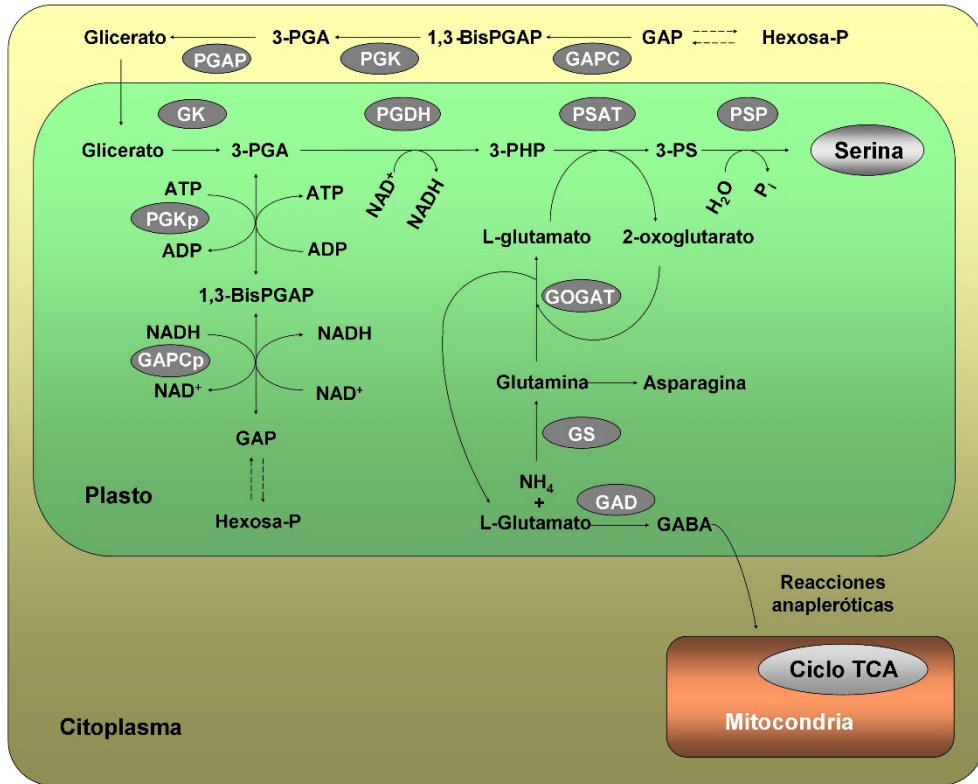 Glicerato 3-PGA 1,3-BisPGAP GAP Hexosa-P
PGAP PGK GAPC
GK PGDH PSAT PSP
Glicerato 3-PGA 3-PHP 3-PS Serina
ATP ATP NAD⁺ NADH H₂O Pᵢ
PGKp
ADP ADP L-glutamato 2-oxoglutarato
1,3-BisPGAP GOGAT
NADH NADH
GAPCp
NAD⁺ NAD⁺ Glutamina Asparagina
GAP GS
Plasto NH₄
+ GAD
Hexosa-P L-Glutamato GABA
Reacciones
anapleróticas
Ciclo TCA
Citoplasma Mitocondria